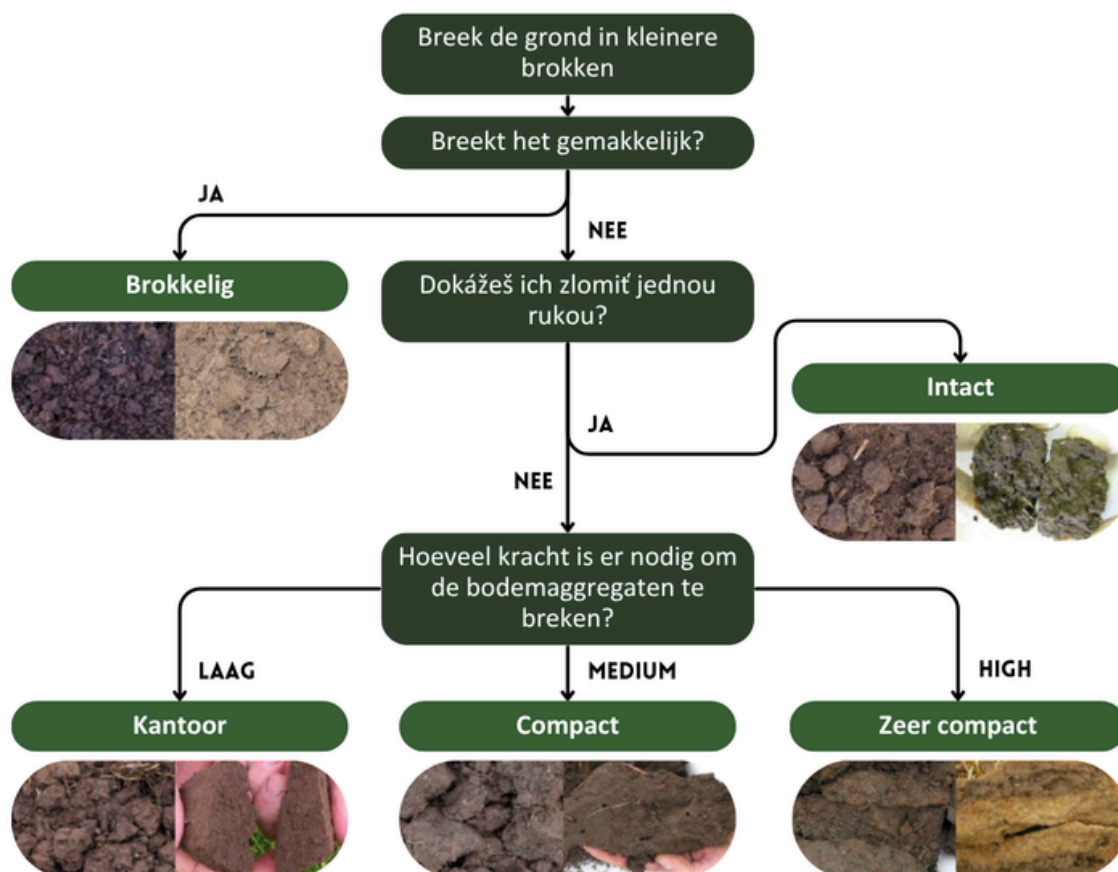 Breek de grond in kleinere
brokken
Breekt het gemakkelijk?
JA
NEE
Brokkelig
Dokážeš ich zlomiť jednou
rukou?
Intact
JA
NEE
Hoeveel kracht is er nodig om
de bodemaggregaten te
breken?
LAAG
MEDIUM
HIGH
Kantoor
Compact
Zeer compact